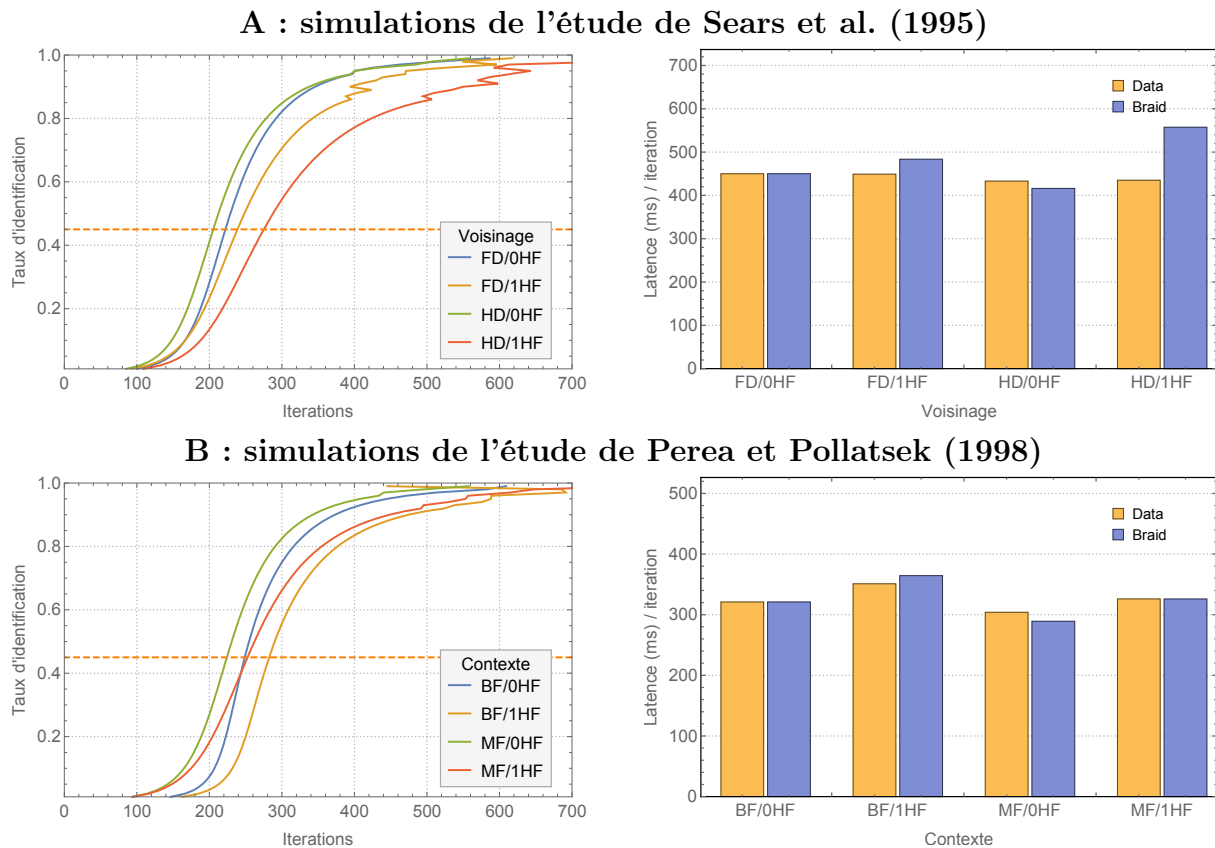 A : simulations de l'étude de Sears et al. (1995)
Taux d'identification
1.0
0.8
0.6
0.4
0.2
0 100 200 300 400 500 600 700
Iterations
Voisinage
FD/0HF
FD/1HF
HD/0HF
HD/1HF
Latence (ms) / iteration
700
600
500
400
300
200
100
0
Data
Braid
FD/0HF FD/1HF HD/0HF HD/1HF
Voisinage
B : simulations de l'étude de Perea et Pollatsek (1998)
Taux d'identification
1.0
0.8
0.6
0.4
0.2
0 100 200 300 400 500 600 700
Iterations
Contexte
BF/0HF
BF/1HF
MF/0HF
MF/1HF
Latence (ms) / iteration
500
400
300
200
100
0
Data
Braid
BF/0HF BF/1HF MF/0HF MF/1HF
Contexte